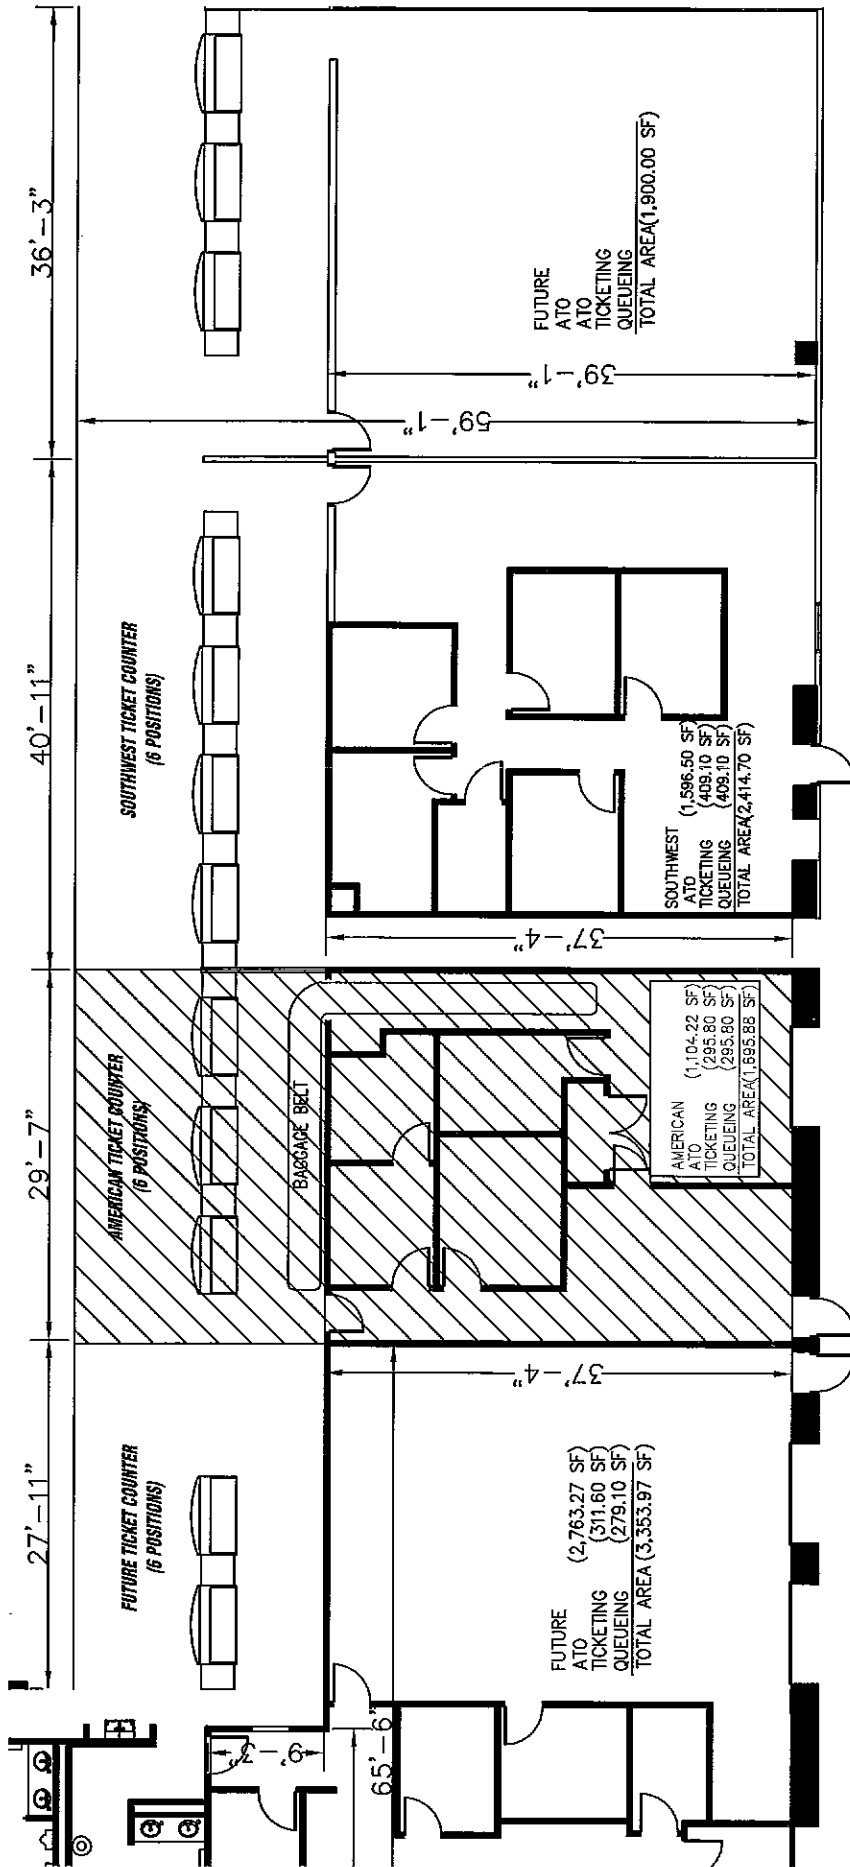 27'-11"
29'-7"
40'-11"
36'-3"
FUTURE TICKET COUNTER
(6 POSITIONS)
AMERICAN TICKET COUNTER
(6 POSITIONS)
SOUTHWEST TICKET COUNTER
(6 POSITIONS)
BAGGAGE BELT
9'-3"
65'-6"
37'-4"
37'-4"
59'-1"
39'-1"
FUTURE
ATO (2,763.27 SF)
TICKETING (311.60 SF)
QUEUEING (279.10 SF)
TOTAL AREA (3,353.97 SF)
AMERICAN
ATO (1,104.22 SF)
TICKETING (295.80 SF)
QUEUEING (295.80 SF)
TOTAL AREA(1,695.88 SF)
SOUTHWEST
ATO (1,596.50 SF)
TICKETING (409.10 SF)
QUEUEING (409.10 SF)
TOTAL AREA(2,414.70 SF)
FUTURE
ATO
ATO
TICKETING
QUEUEING
TOTAL AREA(1,900.00 SF)